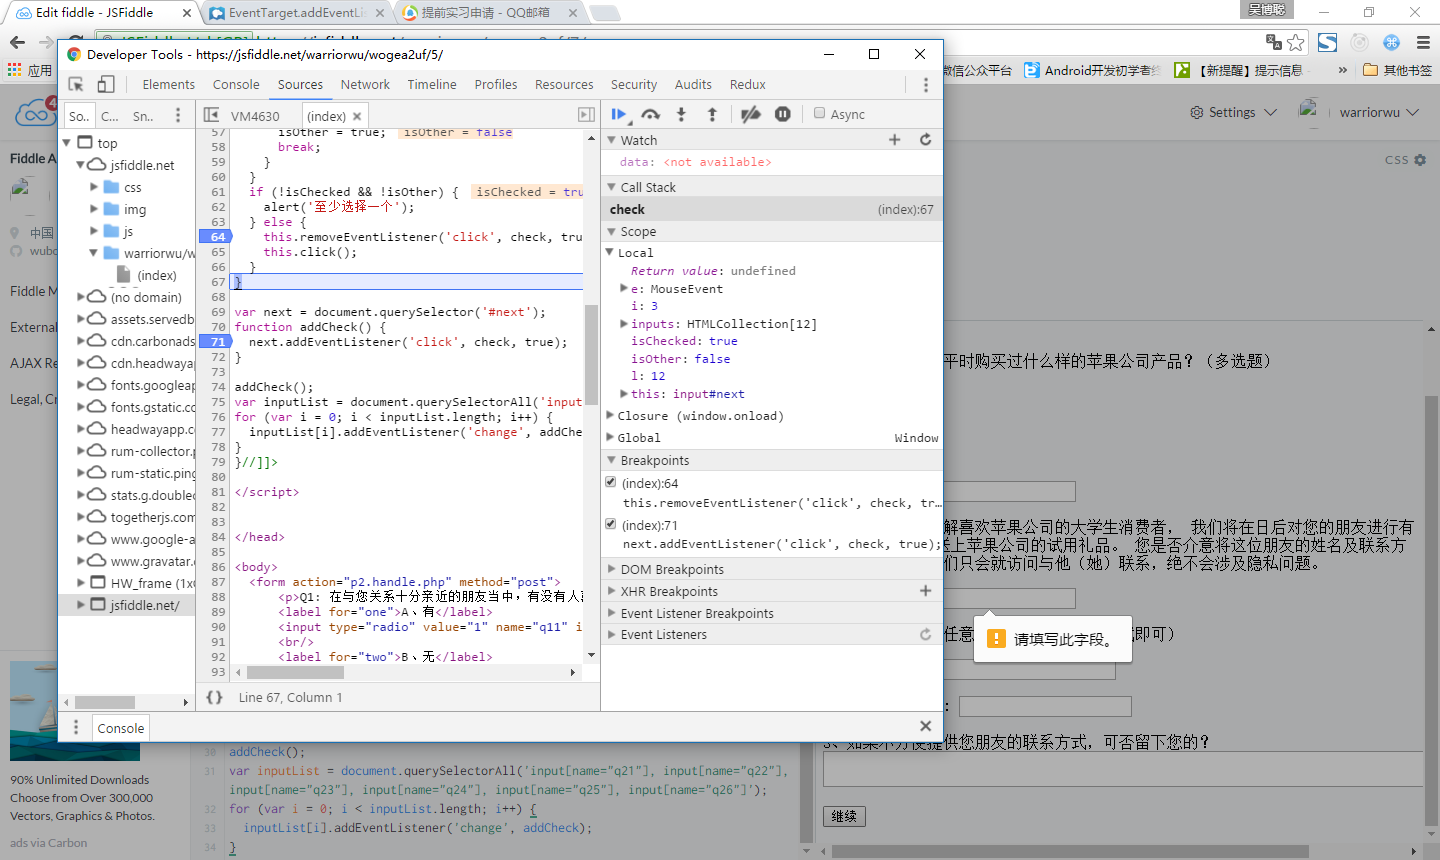 Edit fiddle - JSFiddle
EventTarget.addEventLis
提前实习申请 - QQ邮箱
吴博聪
Developer Tools - https://jsfiddle.net/warriorwu/wogea2uf/5/
应用
微信公众平台
Android开发初学者
【新提醒】提示信息
»
其他书签
Elements Console Sources Network Timeline Profiles Resources Security Audits Redux
4
Settings
warriorwu
So.. C... Sn..
VM4630
(index)
Async
CSS
Fiddle
中国
wub
Fiddle M
External
AJAX Re
Legal, Cr
top
jsfiddle.net
css
img
js
warriorwu/w
(index)
(no domain)
assets.servedb
cdn.carbonads
cdn.headwayap
fonts.googleap
fonts.gstatic.co
headwayapp.c
rum-collector.p
rum-static.ping
stats.g.doublec
togetherjs.com
www.google-a
www.gravatar.c
HW_frame (1x0
jsfiddle.net/
57 isOther = true; isOther = false
58 break;
59 }
60 }
61 if (!isChecked && !isOther) { isChecked = tru
62 alert('至少选择一个');
63 } else {
64 this.removeEventListener('click', check, tru
65 this.click();
66 }
67 }
68
69 var next = document.querySelector('#next');
70 function addCheck() {
71 next.addEventListener('click', check, true);
72 }
73
74 addCheck();
75 var inputList = document.querySelectorAll('input
76 for (var i = 0; i < inputList.length; i++) {
77 inputList[i].addEventListener('change', addChe
78 }
79 }//]]>
80
81 </script>
82
83
84 </head>
85
86 <body>
87 <form action="p2.handle.php" method="post">
88 <p>Q1: 在与您关系十分亲近的朋友当中，有没有人
89 <label for="one">A、有</label>
90 <input type="radio" value="1" name="q11" i
91 <br/>
92 <label for="two">B、无</label>
93
{} Line 67, Column 1
Watch
data: <not available>
Call Stack
check (index):67
Scope
Local
Return value: undefined
e: MouseEvent
i: 3
inputs: HTMLCollection[12]
isChecked: true
isOther: false
l: 12
this: input#next
Closure (window.onload)
Global Window
Breakpoints
(index):64
this.removeEventListener('click', check, tr...
(index):71
next.addEventListener('click', check, true);
DOM Breakpoints
XHR Breakpoints
Event Listener Breakpoints
Event Listeners
Console
平时购买过什么样的苹果公司产品？（多选题）
解喜欢苹果公司的大学生消费者， 我们将在日后对您的朋友进行有
上苹果公司的试用礼品。 您是否介意将这位朋友的姓名及联系方
们只会就访问与他（她）联系，绝不会涉及隐私问题。
任意
即可）
请填写此字段。
：
3、如果不方便提供您朋友的联系方式，可否留下您的？
继续
90% Unlimited Downloads
Choose from Over 300,000
Vectors, Graphics & Photos.
ads via Carbon
30 addCheck();
31 var inputList = document.querySelectorAll('input[name="q21"], input[name="q22"],
input[name="q23"], input[name="q24"], input[name="q25"], input[name="q26"]');
32 for (var i = 0; i < inputList.length; i++) {
33 inputList[i].addEventListener('change', addCheck);
34 }